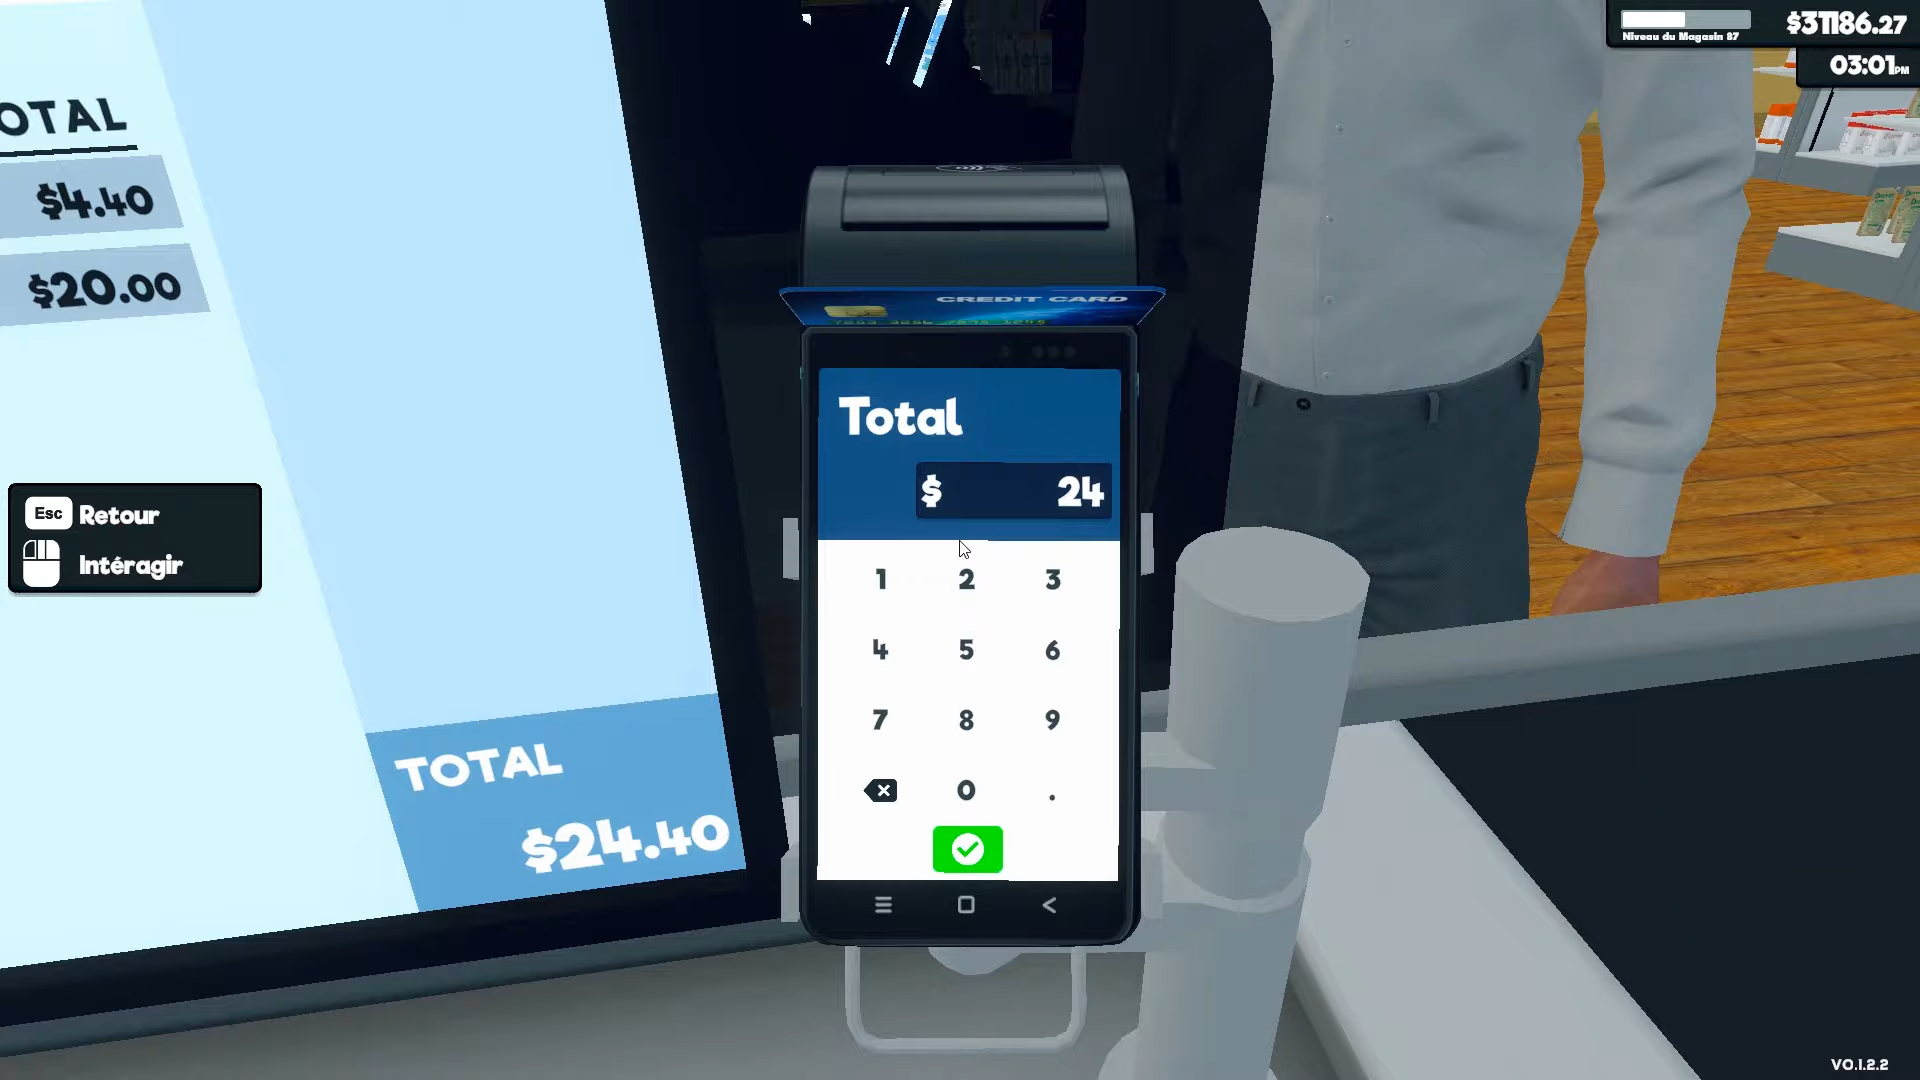 $31186.27
Niveau du Magasin 87
03:01PM
OTAL
$4.40
$20.00
CREDIT CARD
Total
$ 24
Esc Retour
Intéragir
1 2 3
4 5 6
7 8 9
0 .
TOTAL
$24.40
V0.1.2.2